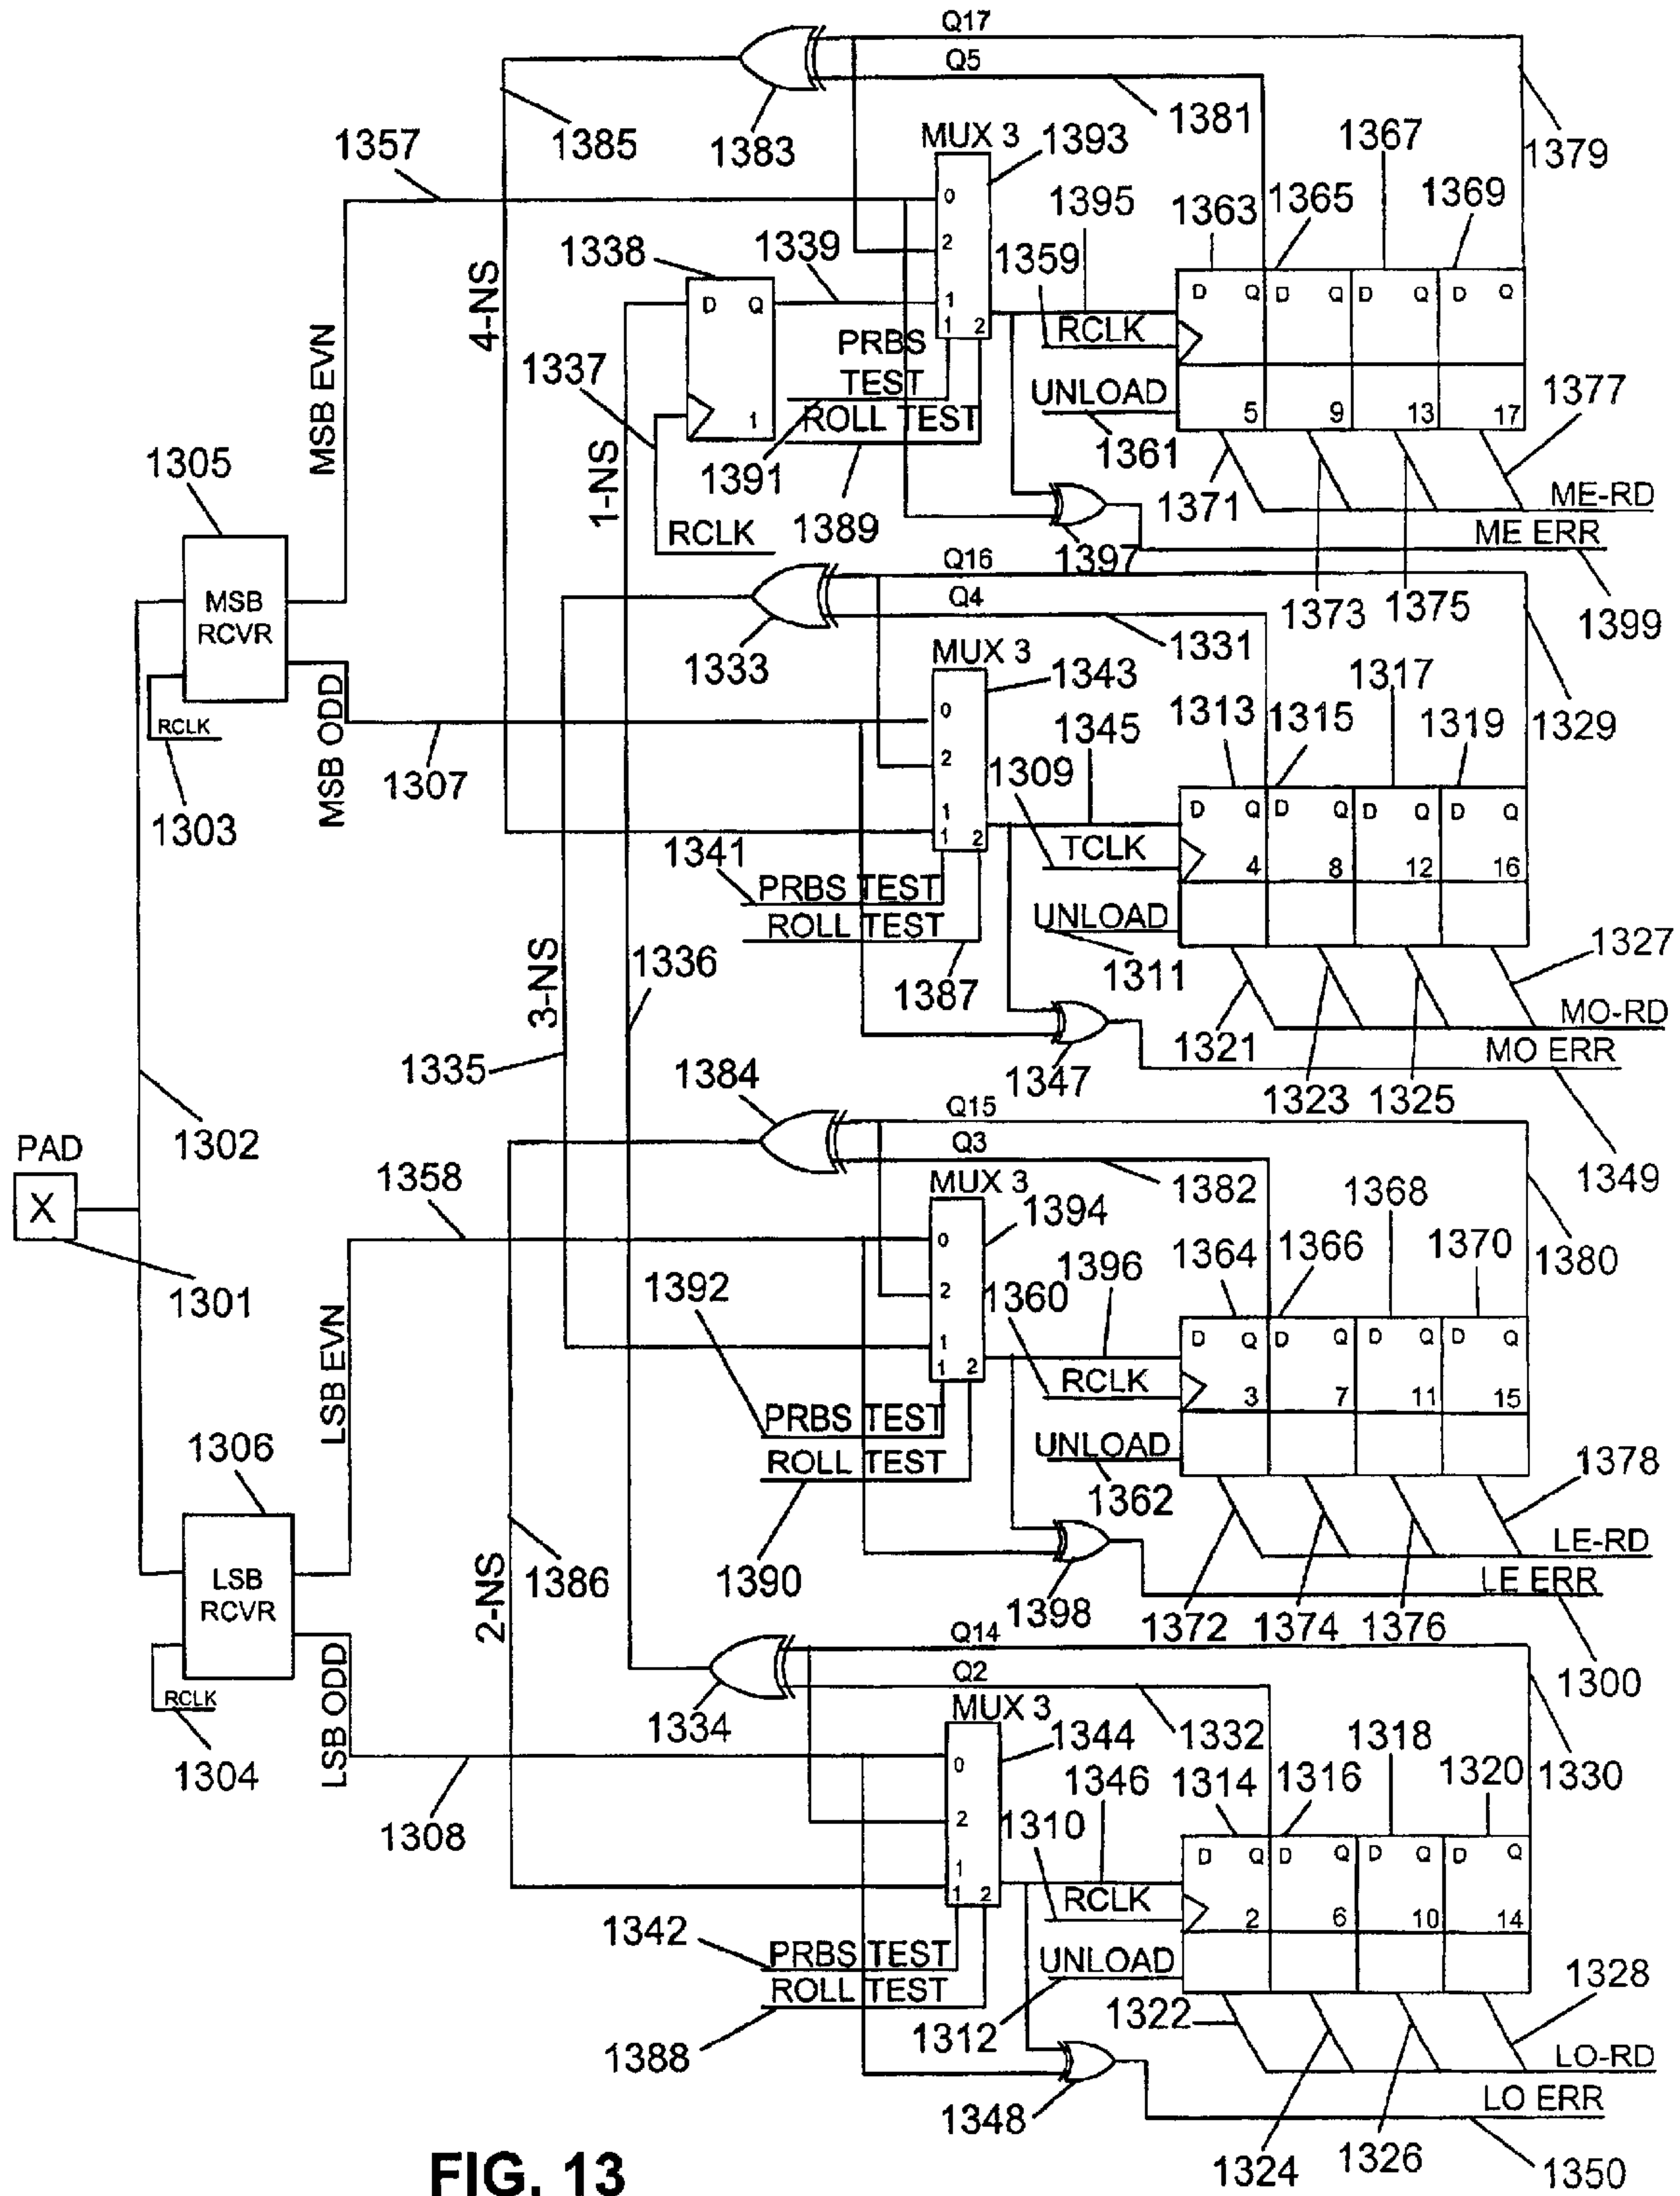 Q17
Q5
1381
1385
1383
1379
1357
MUX 3
1393
1367
1395
1363
1365
1369
0
2
1
1 2
1338
1339
1359
D Q
1
D Q D Q D Q D Q
RCLK
4-NS
MSB EVN
PRBS
TEST
ROLL TEST
UNLOAD
5 9 13 17
1377
1337
1361
1305
1391
1371
ME-RD
1-NS
RCLK
1389
ME ERR
1397
Q16
1373
1375
1399
MSB
RCVR
Q4
1333
1331
MUX 3
1343
1317
RCLK
1303
MSB ODD
1307
1313
1315
1345
1319
1329
0
2
1
1 2
1309
D Q D Q D Q D Q
TCLK
4 8 12 16
1341
PRBS TEST
ROLL TEST
UNLOAD
1327
1336
1311
1387
3-NS
MO-RD
1321
MO ERR
1335
1384
1347
1323
1325
Q15
1302
Q3
PAD
X
1301
1358
1382
1349
MUX 3
1394
1368
1364
1366
1370
1380
1396
0
2
1
1 2
1392
1360
LSB EVN
D Q D Q D Q D Q
RCLK
3 7 11 15
PRBS TEST
ROLL TEST
UNLOAD
1306
1378
1362
LE-RD
2-NS
1386
1390
LE ERR
1398
1372
1374
1376
LSB
RCVR
Q14
Q2
1300
RCLK
1304
LSB ODD
1334
1332
MUX 3
1344
1318
1346
1314
1316
1320
1330
1308
0
2
1
1 2
1310
D Q D Q D Q D Q
RCLK
2 6 10 14
1342
PRBS TEST
ROLL TEST
UNLOAD
1328
1322
1312
1388
LO-RD
LO ERR
1348
1324
1326
1350
FIG. 13